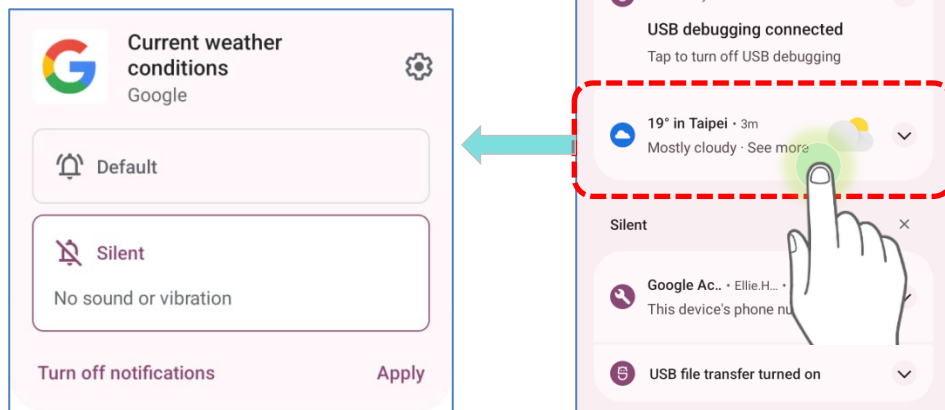 Current weather
conditions
Google
Default
Silent
No sound or vibration
Turn off notifications
Apply
USB debugging connected
Tap to turn off USB debugging
19° in Taipei · 3m
Mostly cloudy · See more
Silent
Google Ac.. · Ellie.H... ·
This device's phone
USB file transfer turned on